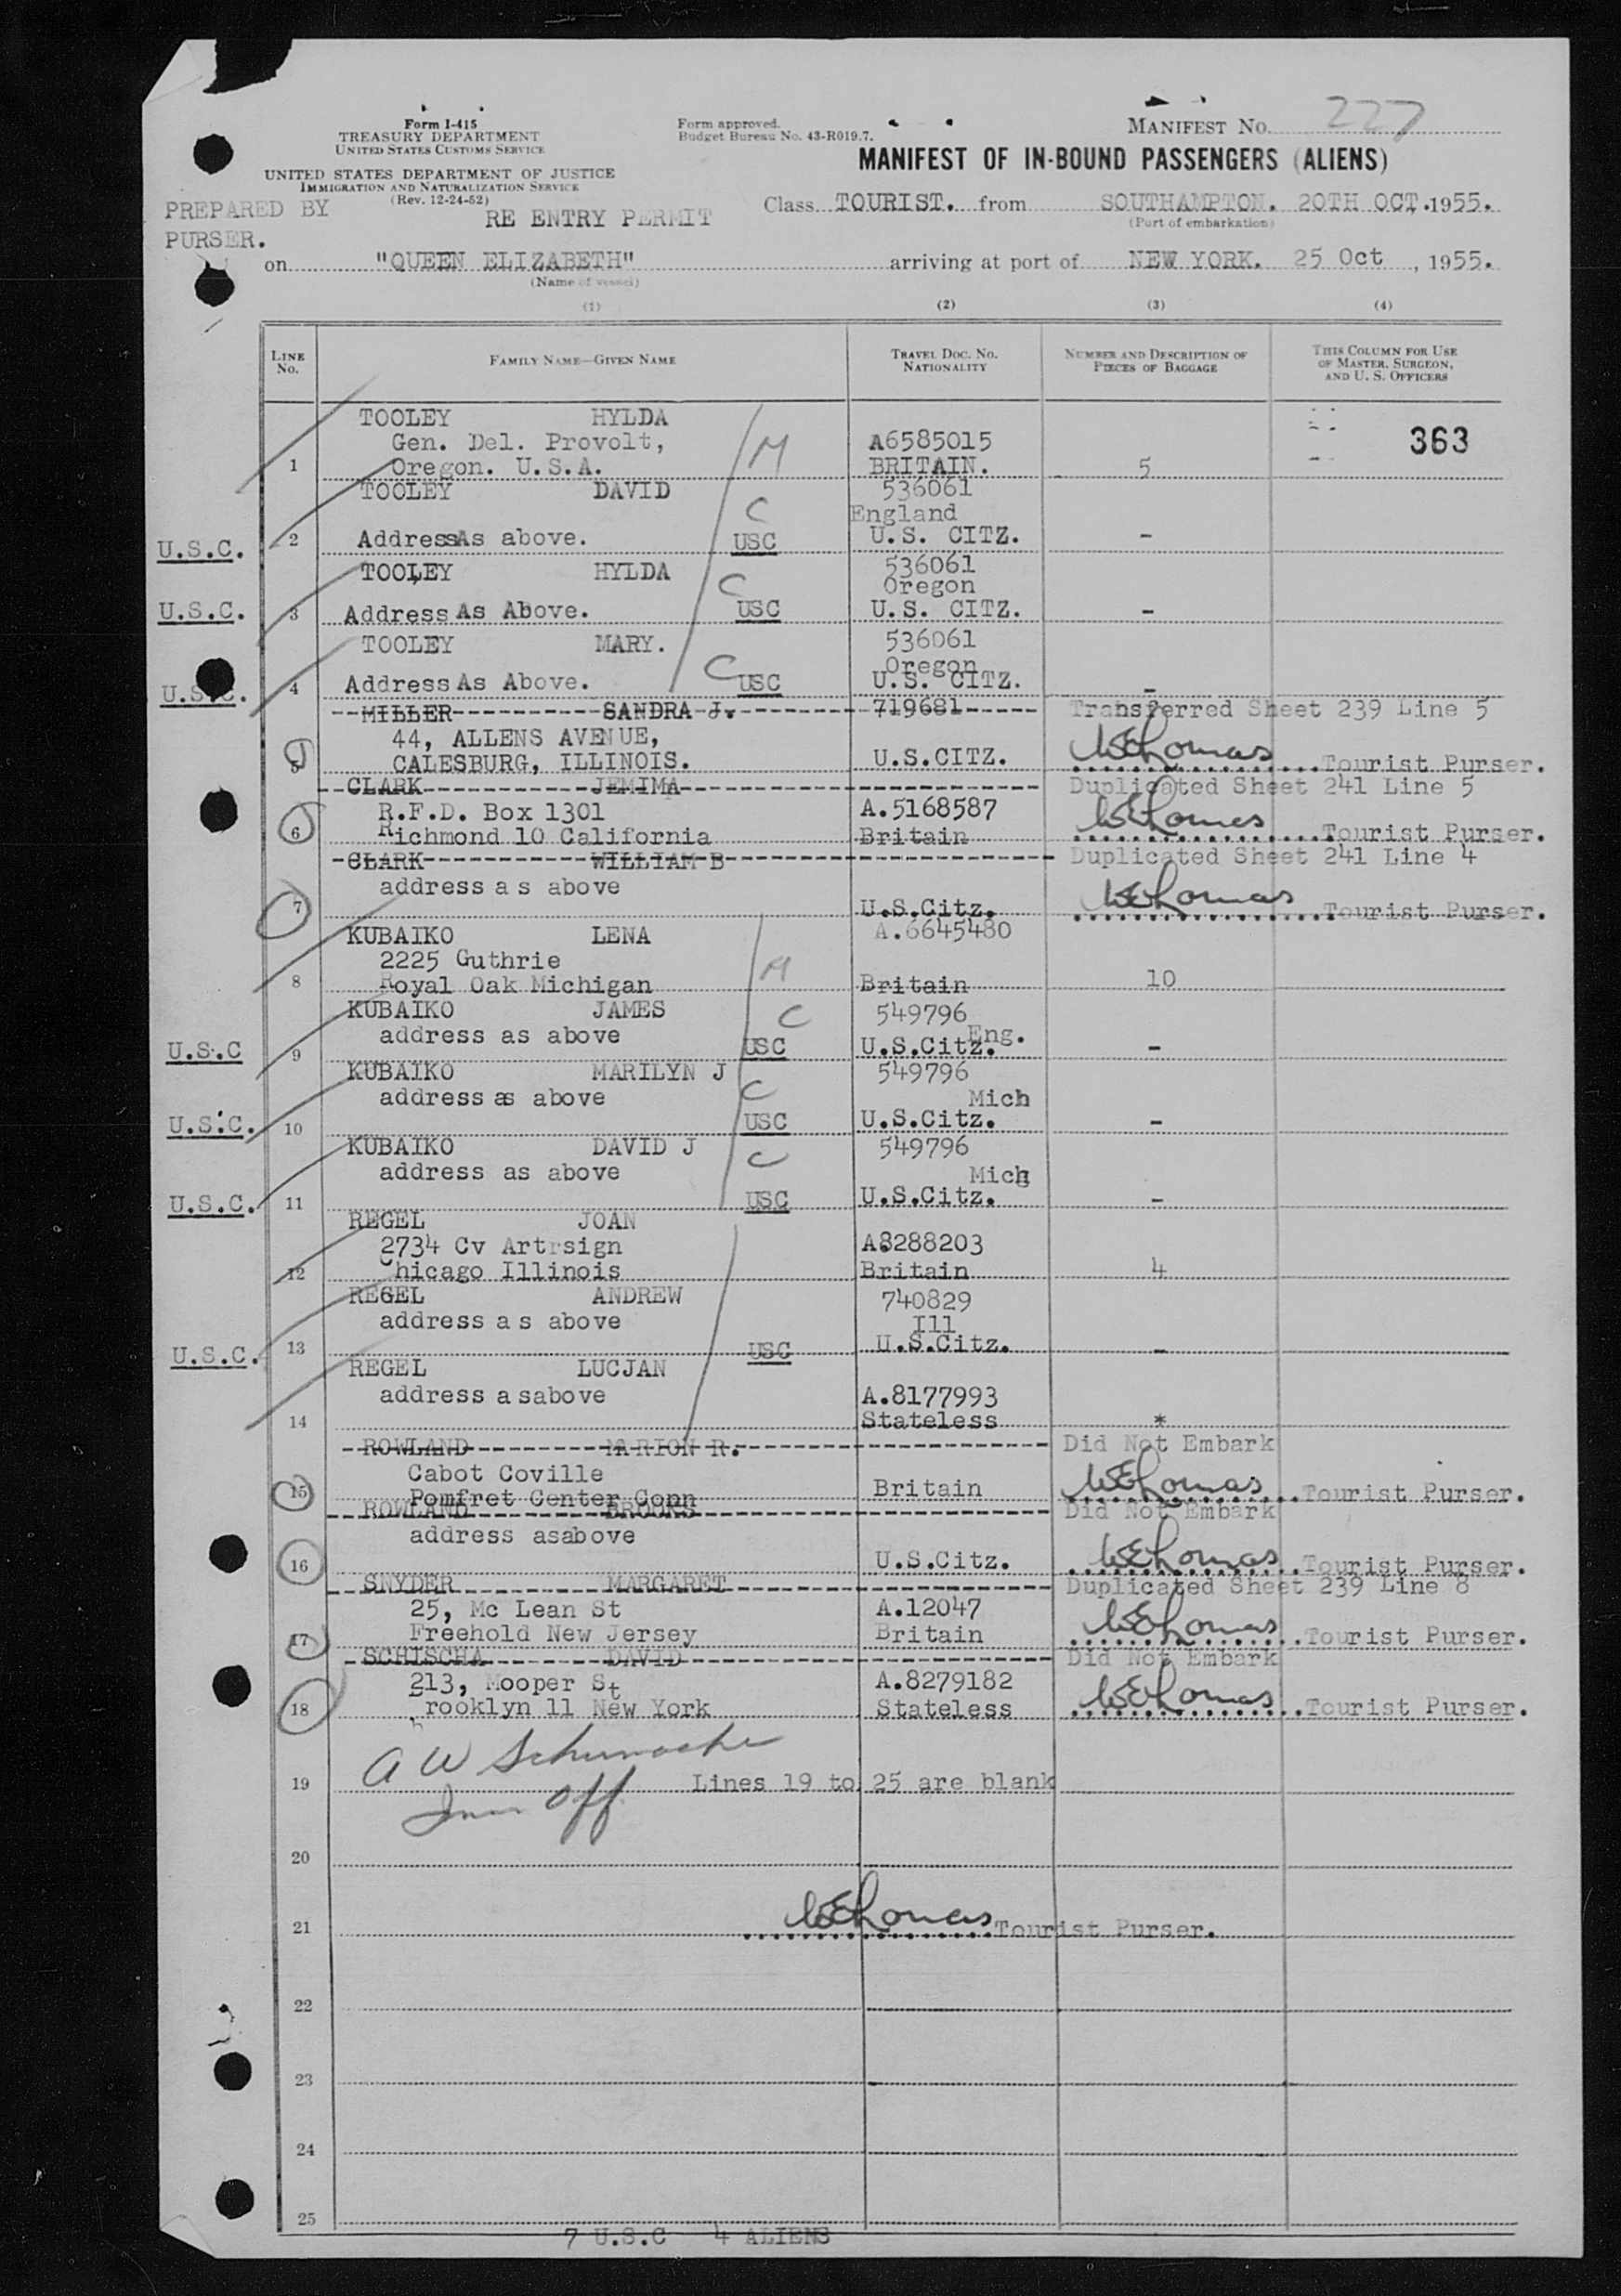 Form I-415
TREASURY DEPARTMENT
UNITED STATES CUSTOMS SERVICE
UNITED STATES DEPARTMENT OF JUSTICE
IMMIGRATION AND NATURALIZATION SERVICE
(Rev. 12-24-52)
Form approved.
Budget Bureau No. 43-R019.7.
MANIFEST NO. 227
MANIFEST OF IN-BOUND PASSENGERS (ALIENS)
PREPARED BY
PURSER.
RE ENTRY PERMIT
Class TOURIST. from SOUTHAMPTON. 20TH OCT. 1955.
(Port of embarkation)
on "QUEEN ELIZABETH" arriving at port of NEW YORK. 25 Oct, 1955.
(Name of vessel)
(1) (2) (3) (4)
LINE NO. FAMILY NAME—GIVEN NAME TRAVEL DOC. NO. NATIONALITY NUMBER AND DESCRIPTION OF PIECES OF BAGGAGE THIS COLUMN FOR USE OF MASTER, SURGEON, AND U. S. OFFICERS
TOOLEY HYLDA
Gen. Del. Provolt, M A6585015 363
1 Oregon. U.S.A. BRITAIN. 5
TOOLEY DAVID 536061
C England
U.S.C. 2 Address As above. USC U.S. CITZ. -
TOOLEY HYLDA 536061
C Oregon
U.S.C. 3 Address As Above. USC U.S. CITZ. -
TOOLEY MARY. 536061
C Oregon
U.S.C. 4 Address As Above. USC U.S. CITZ. -
MILLER SANDRA J. 719681 Transferred Sheet 239 Line 5
44, ALLENS AVENUE,
5 CALESBURG, ILLINOIS. U.S.CITZ. WEThomas Tourist Purser.
CLARK JEMIMA Duplicated Sheet 241 Line 5
R.F.D. Box 1301 A.5168587
6 Richmond 10 California Britain WEThomas Tourist Purser.
CLARK WILLIAM B Duplicated Sheet 241 Line 4
address a s above
7 U.S.Citz. WEThomas Tourist Purser.
KUBAIKO LENA A.6645480
2225 Guthrie M
8 Royal Oak Michigan Britain 10
KUBAIKO JAMES C 549796
address as above Eng.
U.S.C 9 USC U.S.Citz. -
KUBAIKO MARILYN J 549796
address as above C Mich
U.S.C. 10 USC U.S.Citz. -
KUBAIKO DAVID J 549796
address as above C Mich
U.S.C. 11 USC U.S.Citz. -
REGEL JOAN
2734 Cv Artrsign A8288203
12 Chicago Illinois Britain 4
REGEL ANDREW 740829
address a s above Ill
U.S.C. 13 USC U.S.Citz. -
REGEL LUCJAN
address a sabove A.8177993
14 Stateless *
ROWLAND MARION R. Did Not Embark
Cabot Coville
15 Pomfret Center Conn Britain WEThomas Tourist Purser.
ROWLAND BROOKS Did Not Embark
address asabove
16 U.S.Citz. WEThomas Tourist Purser.
SNYDER MARGARET Duplicated Sheet 239 Line 8
25, Mc Lean St A.12047
17 Freehold New Jersey Britain WEThomas Tourist Purser.
SCHISCHA DAVID Did Not Embark
213, Hooper St A.8279182
18 Brooklyn 11 New York Stateless WEThomas Tourist Purser.
A W Schumacher
19 Lines 19 to 25 are blank
Imm Off
20
21 WEThomas Tourist Purser.
22
23
24
25
7 U.S.C 4 ALIENS